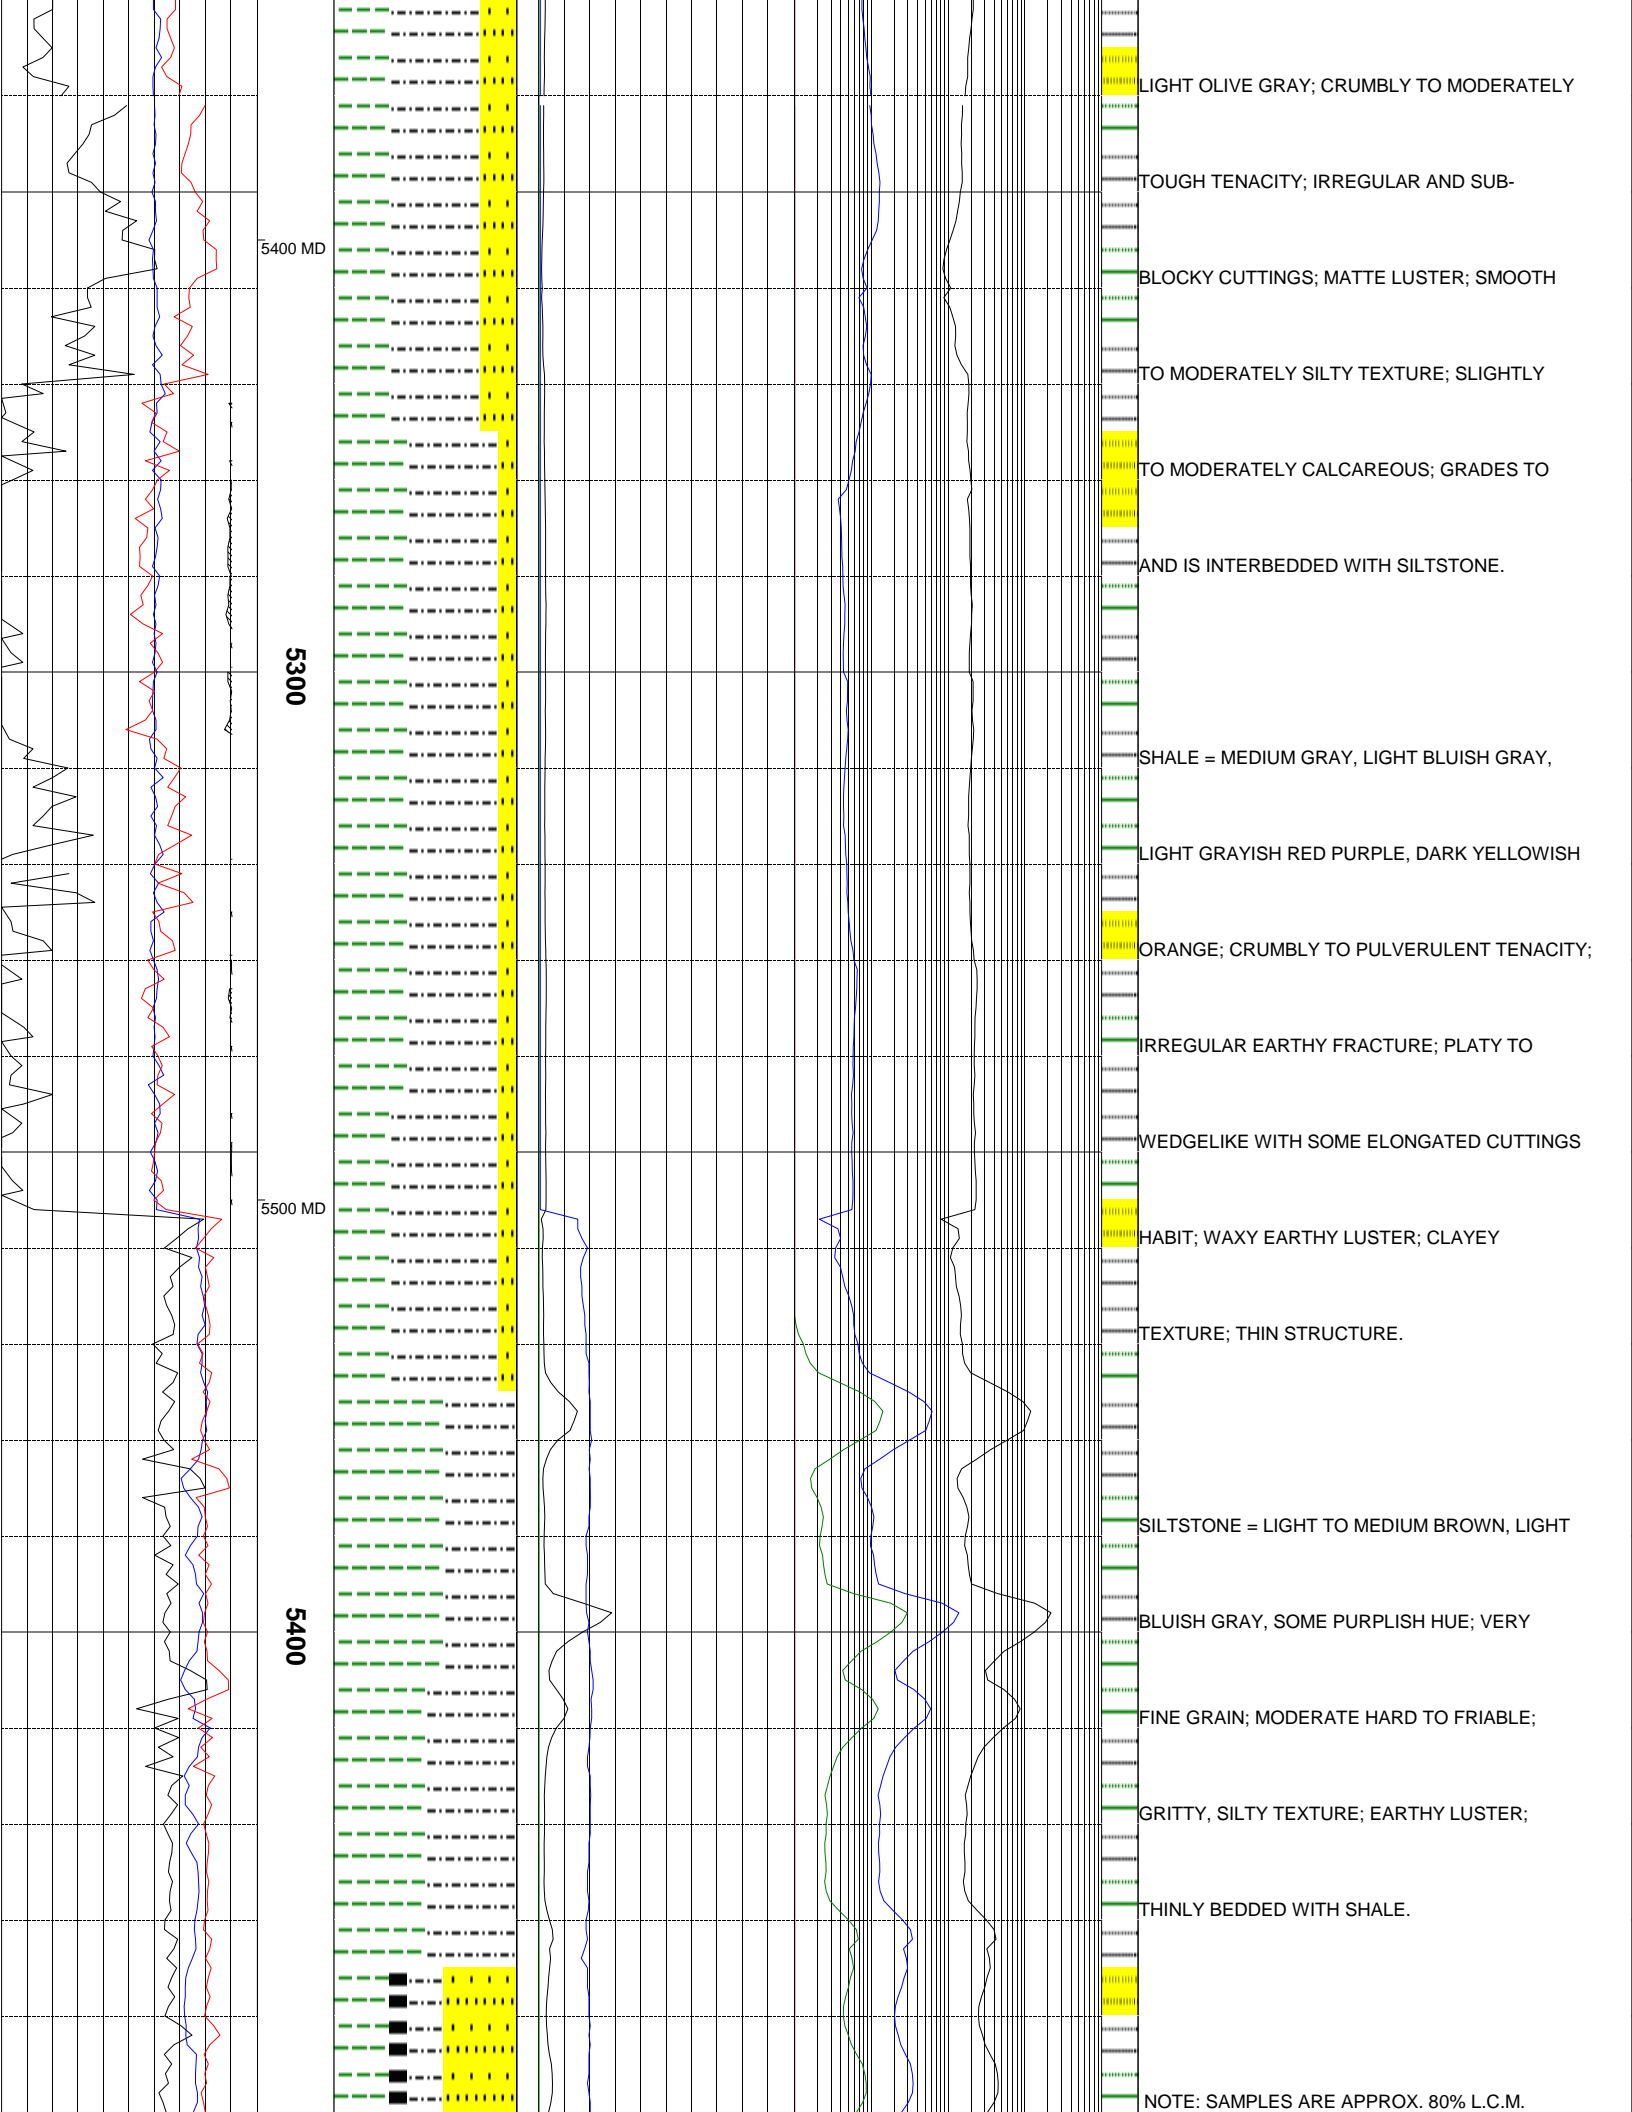 LIGHT OLIVE GRAY; CRUMBLY TO MODERATELY
TOUGH TENACITY; IRREGULAR AND SUB-
5400 MD
BLOCKY CUTTINGS; MATTE LUSTER; SMOOTH
TO MODERATELY SILTY TEXTURE; SLIGHTLY
TO MODERATELY CALCAREOUS; GRADES TO
AND IS INTERBEDDED WITH SILTSTONE.
5300
SHALE = MEDIUM GRAY, LIGHT BLUISH GRAY,
LIGHT GRAYISH RED PURPLE, DARK YELLOWISH
ORANGE; CRUMBLY TO PULVERULENT TENACITY;
IRREGULAR EARTHY FRACTURE; PLATY TO
WEDGELIKE WITH SOME ELONGATED CUTTINGS
5500 MD
HABIT; WAXY EARTHY LUSTER; CLAYEY
TEXTURE; THIN STRUCTURE.
SILTSTONE = LIGHT TO MEDIUM BROWN, LIGHT
BLUISH GRAY, SOME PURPLISH HUE; VERY
5400
FINE GRAIN; MODERATE HARD TO FRIABLE;
GRITTY, SILTY TEXTURE; EARTHY LUSTER;
THINLY BEDDED WITH SHALE.
NOTE: SAMPLES ARE APPROX. 80% L.C.M.